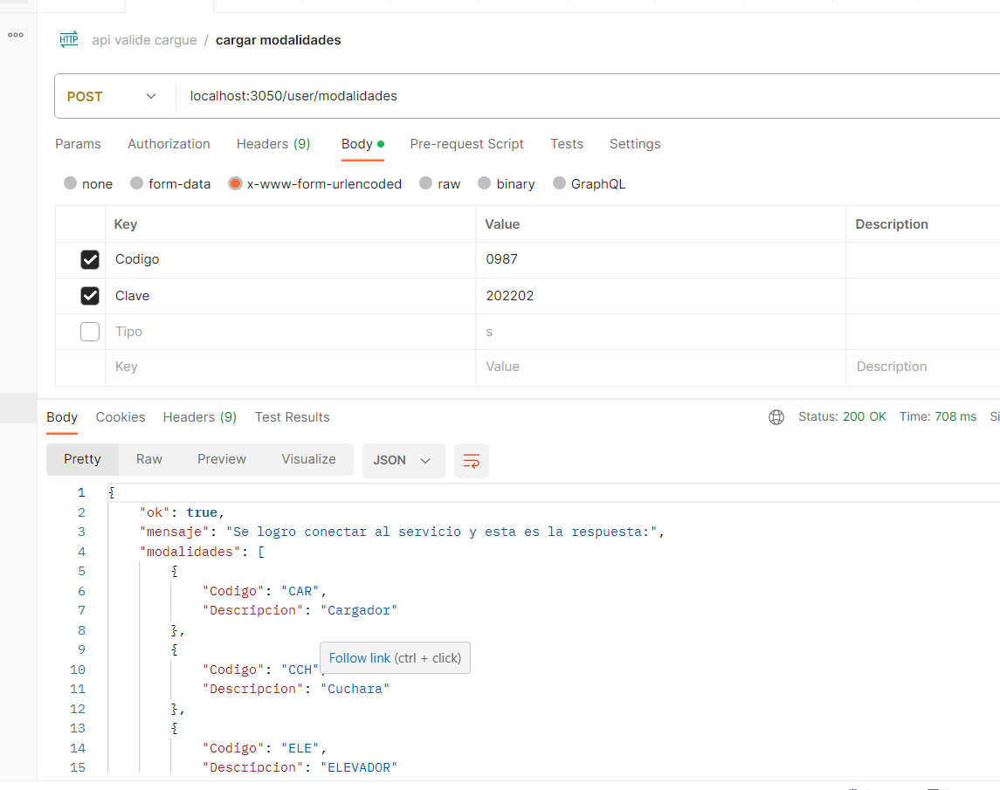 HTTP api valide cargue / cargar modalidades
POST localhost:3050/user/modalidades
Params Authorization Headers (9) Body Pre-request Script Tests Settings
none form-data x-www-form-urlencoded raw binary GraphQL
Key Value Description
Codigo 0987
Clave 202202
Tipo s
Key Value Description
Body Cookies Headers (9) Test Results Status: 200 OK Time: 708 ms Si
Pretty Raw Preview Visualize JSON
1 {
2 "ok": true,
3 "mensaje": "Se logro conectar al servicio y esta es la respuesta:",
4 "modalidades": [
5 {
6 "Codigo": "CAR",
7 "Descripcion": "Cargador"
8 },
9 {
Follow link (ctrl + click)
10 "Codigo": "CCH",
11 "Descripcion": "Cuchara"
12 },
13 {
14 "Codigo": "ELE",
15 "Descripcion": "ELEVADOR"